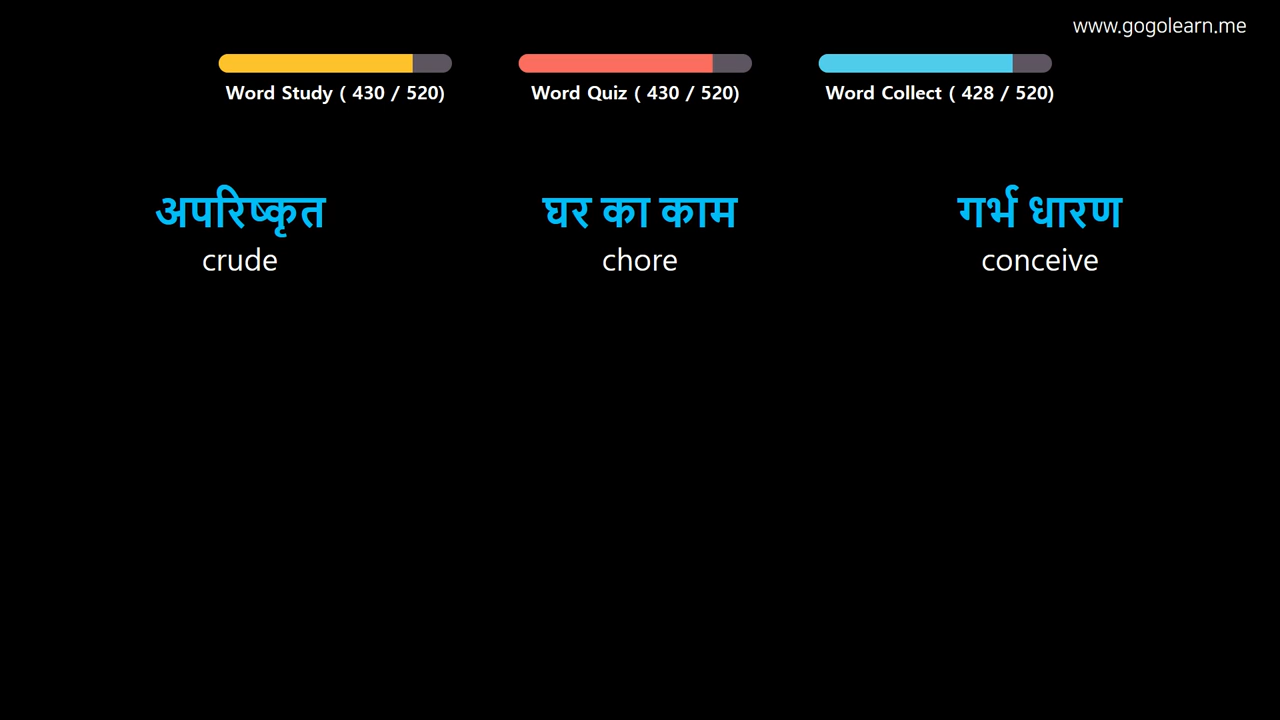 www.gogolearn.me
Word Study ( 430 / 520)
Word Quiz ( 430 / 520)
Word Collect ( 428 / 520)
अपरिष्कृत
crude
घर का काम
chore
गर्भ धारण
conceive